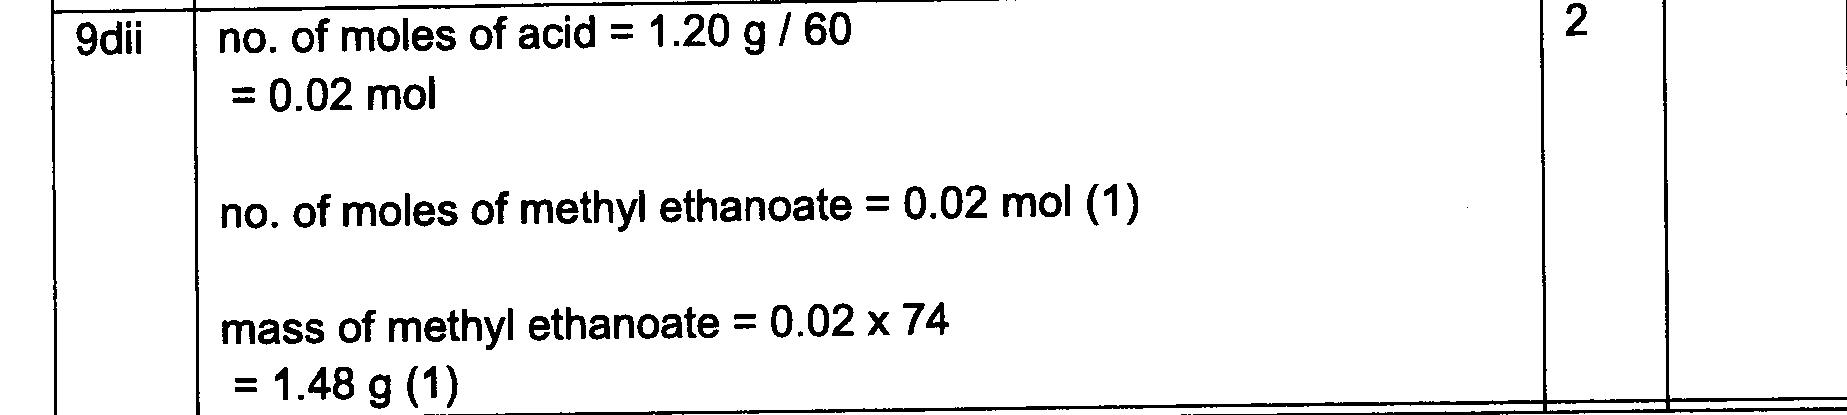 9dii no. of moles of acid = 1.20 g / 60 2
= 0.02 mol
no. of moles of methyl ethanoate = 0.02 mol (1)
mass of methyl ethanoate = 0.02 x 74
= 1.48 g (1)